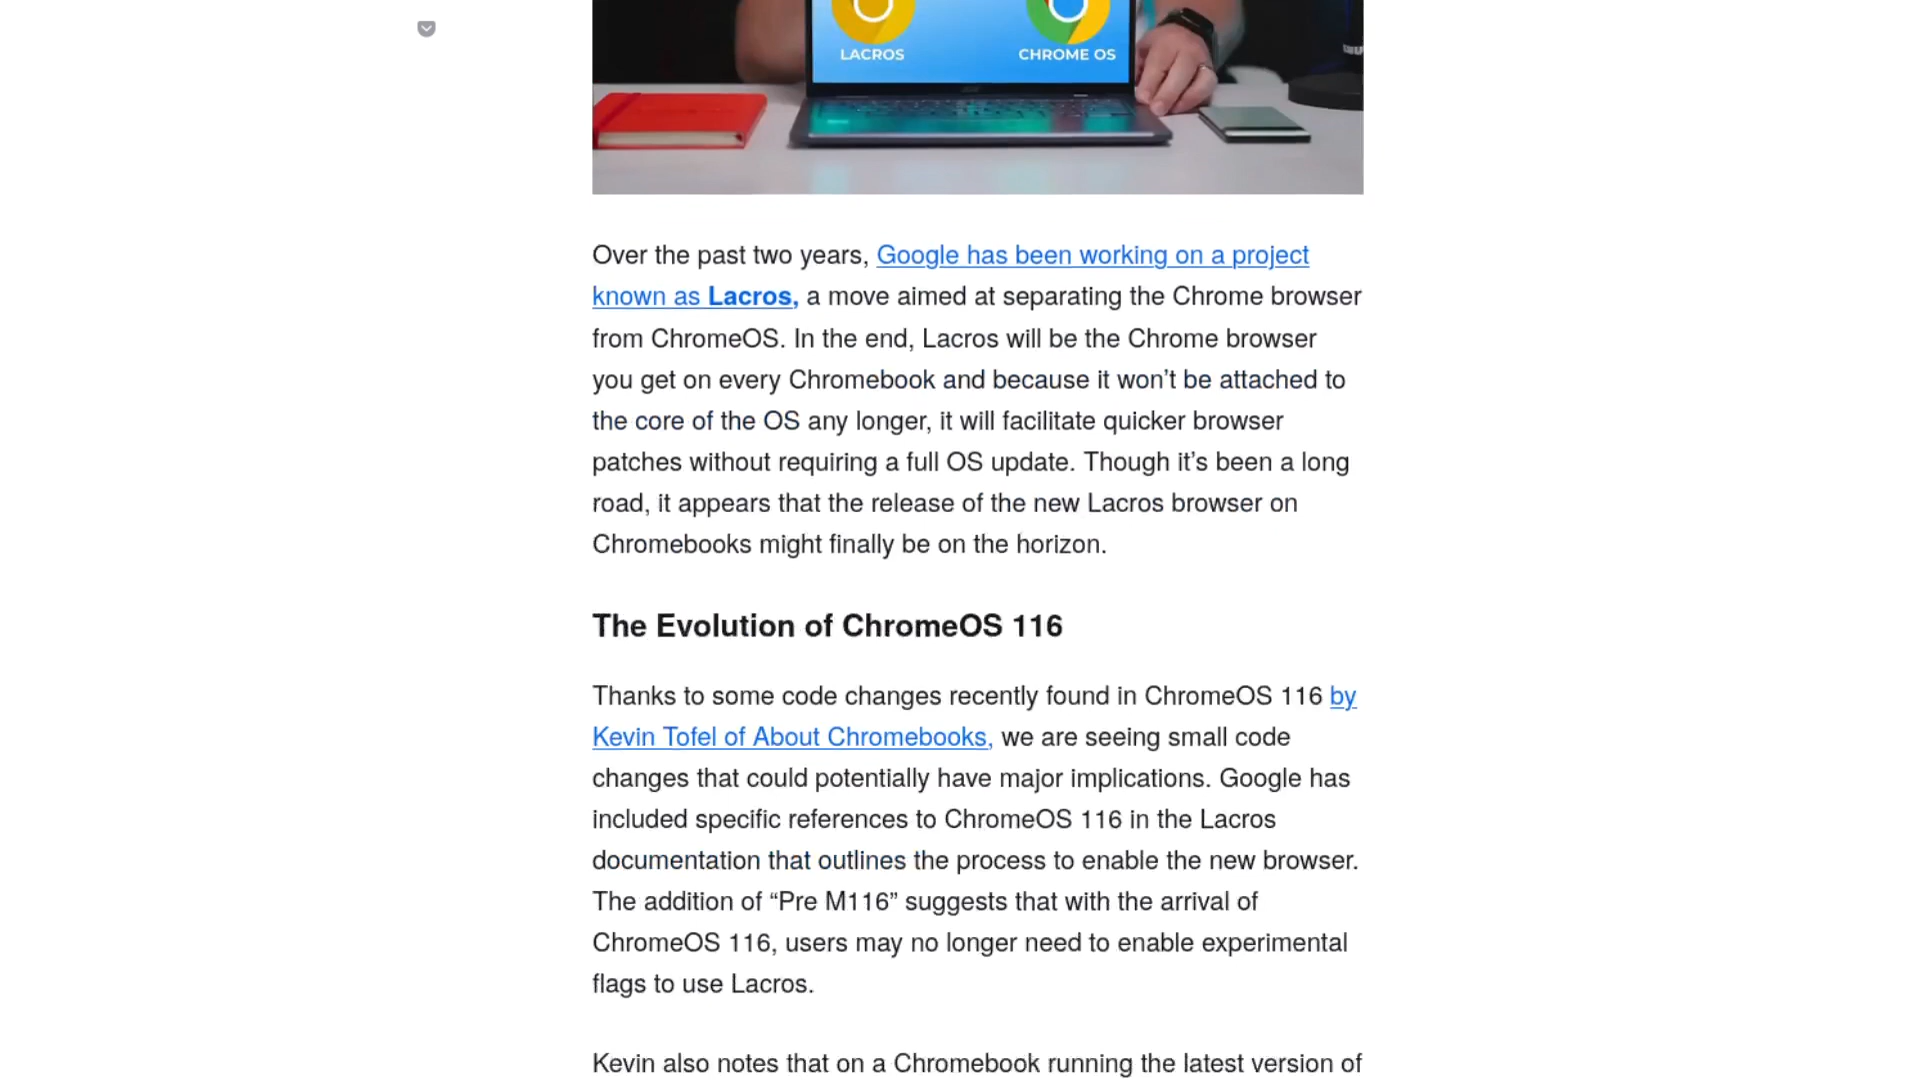 LACROS
CHROME OS
Over the past two years, Google has been working on a project
known as Lacros, a move aimed at separating the Chrome browser
from ChromeOS. In the end, Lacros will be the Chrome browser
you get on every Chromebook and because it won’t be attached to
the core of the OS any longer, it will facilitate quicker browser
patches without requiring a full OS update. Though it’s been a long
road, it appears that the release of the new Lacros browser on
Chromebooks might finally be on the horizon.
The Evolution of ChromeOS 116
Thanks to some code changes recently found in ChromeOS 116 by
Kevin Tofel of About Chromebooks, we are seeing small code
changes that could potentially have major implications. Google has
included specific references to ChromeOS 116 in the Lacros
documentation that outlines the process to enable the new browser.
The addition of “Pre M116” suggests that with the arrival of
ChromeOS 116, users may no longer need to enable experimental
flags to use Lacros.
Kevin also notes that on a Chromebook running the latest version of